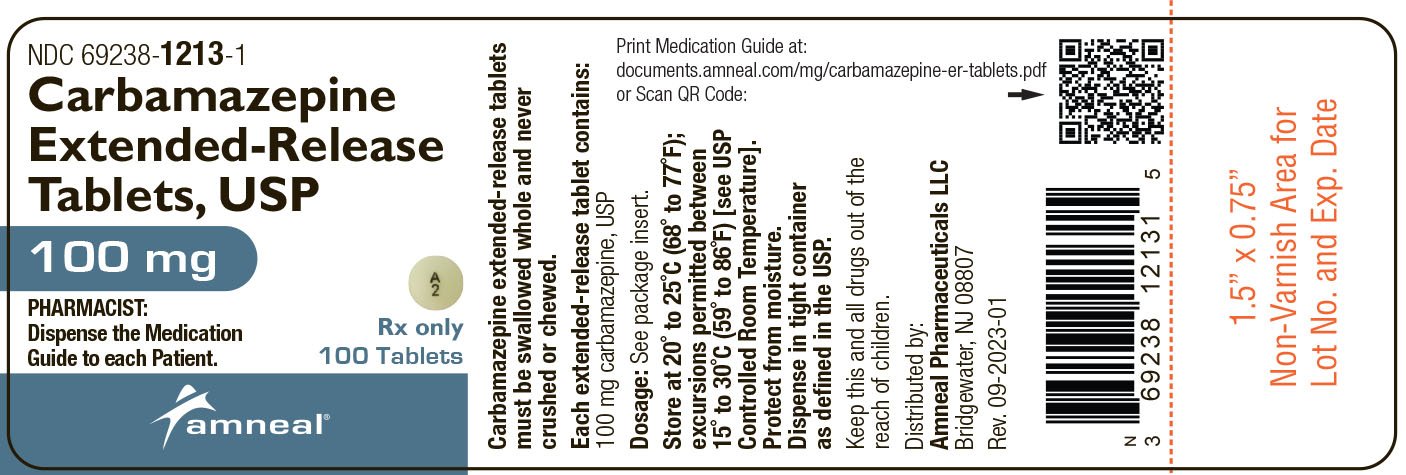 NDC 69238-1213-1
Carbamazepine
Extended-Release
Tablets, USP
100 mg
PHARMACIST:
Dispense the Medication
Guide to each Patient.
A
2
Rx only
100 Tablets
amneal®
Carbamazepine extended-release tablets
must be swallowed whole and never
crushed or chewed.
Each extended-release tablet contains:
100 mg carbamazepine, USP
Dosage: See package insert.
Store at 20˚ to 25˚C (68˚ to 77˚F);
excursions permitted between
15˚ to 30˚C (59˚ to 86˚F) [see USP
Controlled Room Temperature].
Protect from moisture.
Dispense in tight container
as defined in the USP.
Keep this and all drugs out of the
reach of children.
Distributed by:
Amneal Pharmaceuticals LLC
Bridgewater, NJ 08807
Rev. 09-2023-01
Print Medication Guide at:
documents.amneal.com/mg/carbamazepine-er-tablets.pdf
or Scan QR Code:
N
3 69238 12131 5
1.5” x 0.75”
Non-Varnish Area for
Lot No. and Exp. Date